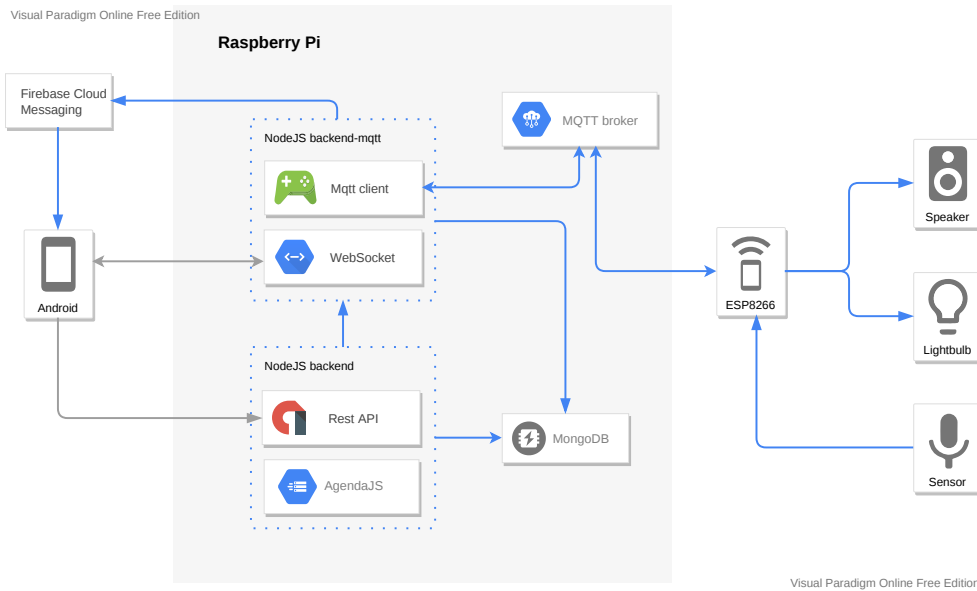 Visual Paradigm Online Free Edition
Raspberry Pi
Firebase Cloud
Messaging
NodeJS backend-mqtt
MQTT broker
Mqtt client
WebSocket
Android
Speaker
ESP8266
Lightbulb
NodeJS backend
Rest API
MongoDB
AgendaJS
Sensor
Visual Paradigm Online Free Edition